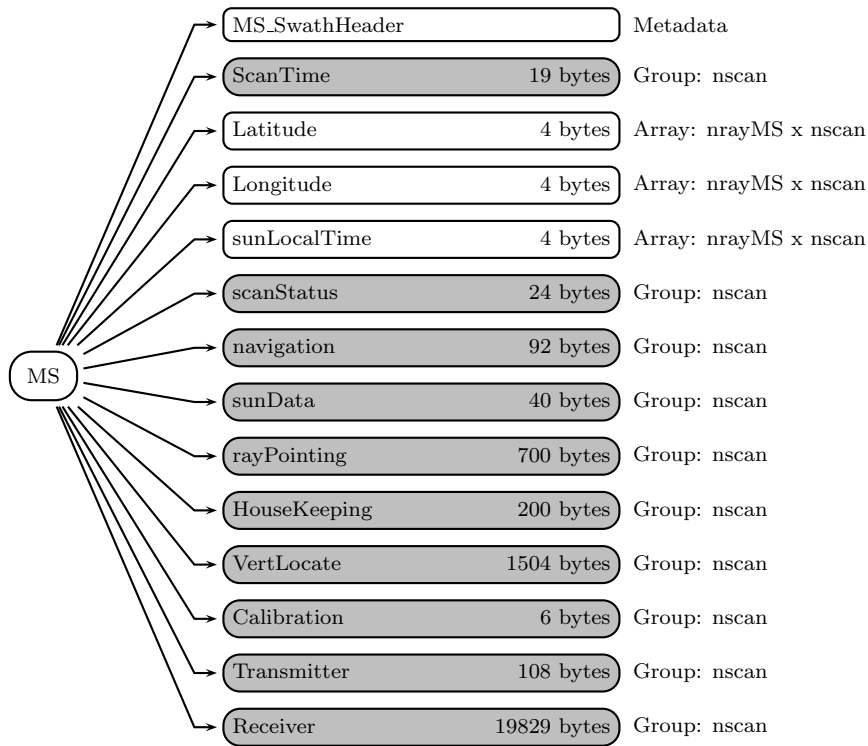 MS_SwathHeader Metadata
ScanTime 19 bytes Group: nscan
Latitude 4 bytes Array: nrayMS x nscan
Longitude 4 bytes Array: nrayMS x nscan
sunLocalTime 4 bytes Array: nrayMS x nscan
scanStatus 24 bytes Group: nscan
navigation 92 bytes Group: nscan
MS
sunData 40 bytes Group: nscan
rayPointing 700 bytes Group: nscan
HouseKeeping 200 bytes Group: nscan
VertLocate 1504 bytes Group: nscan
Calibration 6 bytes Group: nscan
Transmitter 108 bytes Group: nscan
Receiver 19829 bytes Group: nscan